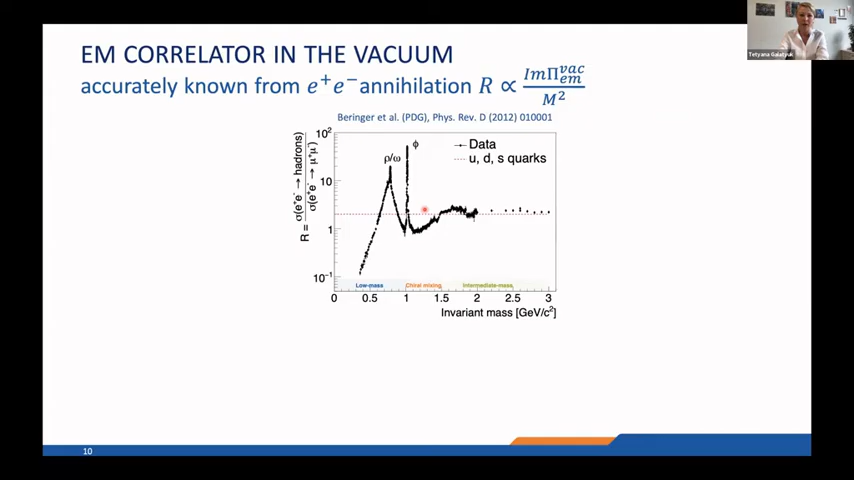 Tetyana Galatyuk
EM CORRELATOR IN THE VACUUM
accurately known from e⁺e⁻annihilation R ∝ ImΠ_em^vac / M²
Beringer et al. (PDG), Phys. Rev. D (2012) 010001
R = σ(e⁺e⁻ → hadrons) / σ(e⁺e⁻ → μ⁺μ⁻)
10²
10
1
10⁻¹
ρ/ω
ϕ
Data
u, d, s quarks
Low-mass Chiral mixing Intermediate-mass
0 0.5 1 1.5 2 2.5 3
Invariant mass [GeV/c²]
10